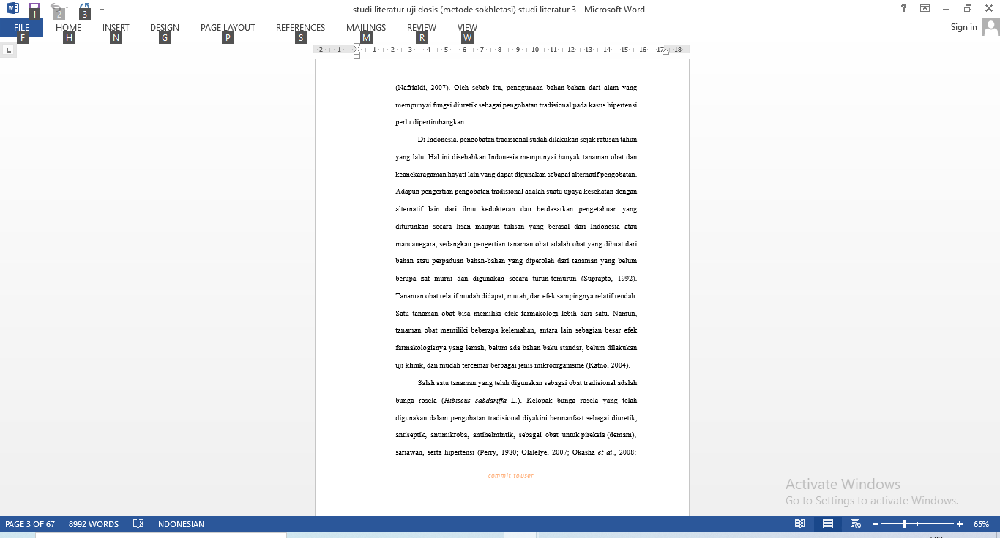 studi literatur uji dosis (metode sokhletasi) studi literatur 3 - Microsoft Word
1 2 3
FILE HOME INSERT DESIGN PAGE LAYOUT REFERENCES MAILINGS REVIEW VIEW Sign in
F H N G P S M R W
2 1 1 2 3 4 5 6 7 8 9 10 11 12 13 14 15 16 17 18
(Nafrialdi, 2007). Oleh sebab itu, penggunaan bahan-bahan dari alam yang
mempunyai fungsi diuretik sebagai pengobatan tradisional pada kasus hipertensi
perlu dipertimbangkan.
Di Indonesia, pengobatan tradisional sudah dilakukan sejak ratusan tahun
yang lalu. Hal ini disebabkan Indonesia mempunyai banyak tanaman obat dan
keanekaragaman hayati lain yang dapat digunakan sebagai alternatif pengobatan.
Adapun pengertian pengobatan tradisional adalah suatu upaya kesehatan dengan
alternatif lain dari ilmu kedokteran dan berdasarkan pengetahuan yang
diturunkan secara lisan maupun tulisan yang berasal dari Indonesia atau
mancanegara, sedangkan pengertian tanaman obat adalah obat yang dibuat dari
bahan atau perpaduan bahan-bahan yang diperoleh dari tanaman yang belum
berupa zat murni dan digunakan secara turun-temurun (Suprapto, 1992).
Tanaman obat relatif mudah didapat, murah, dan efek sampingnya relatif rendah.
Satu tanaman obat bisa memiliki efek farmakologi lebih dari satu. Namun,
tanaman obat memiliki beberapa kelemahan, antara lain sebagian besar efek
farmakologisnya yang lemah, belum ada bahan baku standar, belum dilakukan
uji klinik, dan mudah tercemar berbagai jenis mikroorganisme (Katno, 2004).
Salah satu tanaman yang telah digunakan sebagai obat tradisional adalah
bunga rosela (Hibiscus sabdariffa L.). Kelopak bunga rosela yang telah
digunakan dalam pengobatan tradisional diyakini bermanfaat sebagai diuretik,
antiseptik, antimikroba, antihelmintik, sebagai obat untuk pireksia (demam),
sariawan, serta hipertensi (Perry, 1980; Olalelye, 2007; Okasha et al., 2008;
commit to user
Activate Windows
Go to Settings to activate Windows.
PAGE 3 OF 67 8992 WORDS INDONESIAN 65%